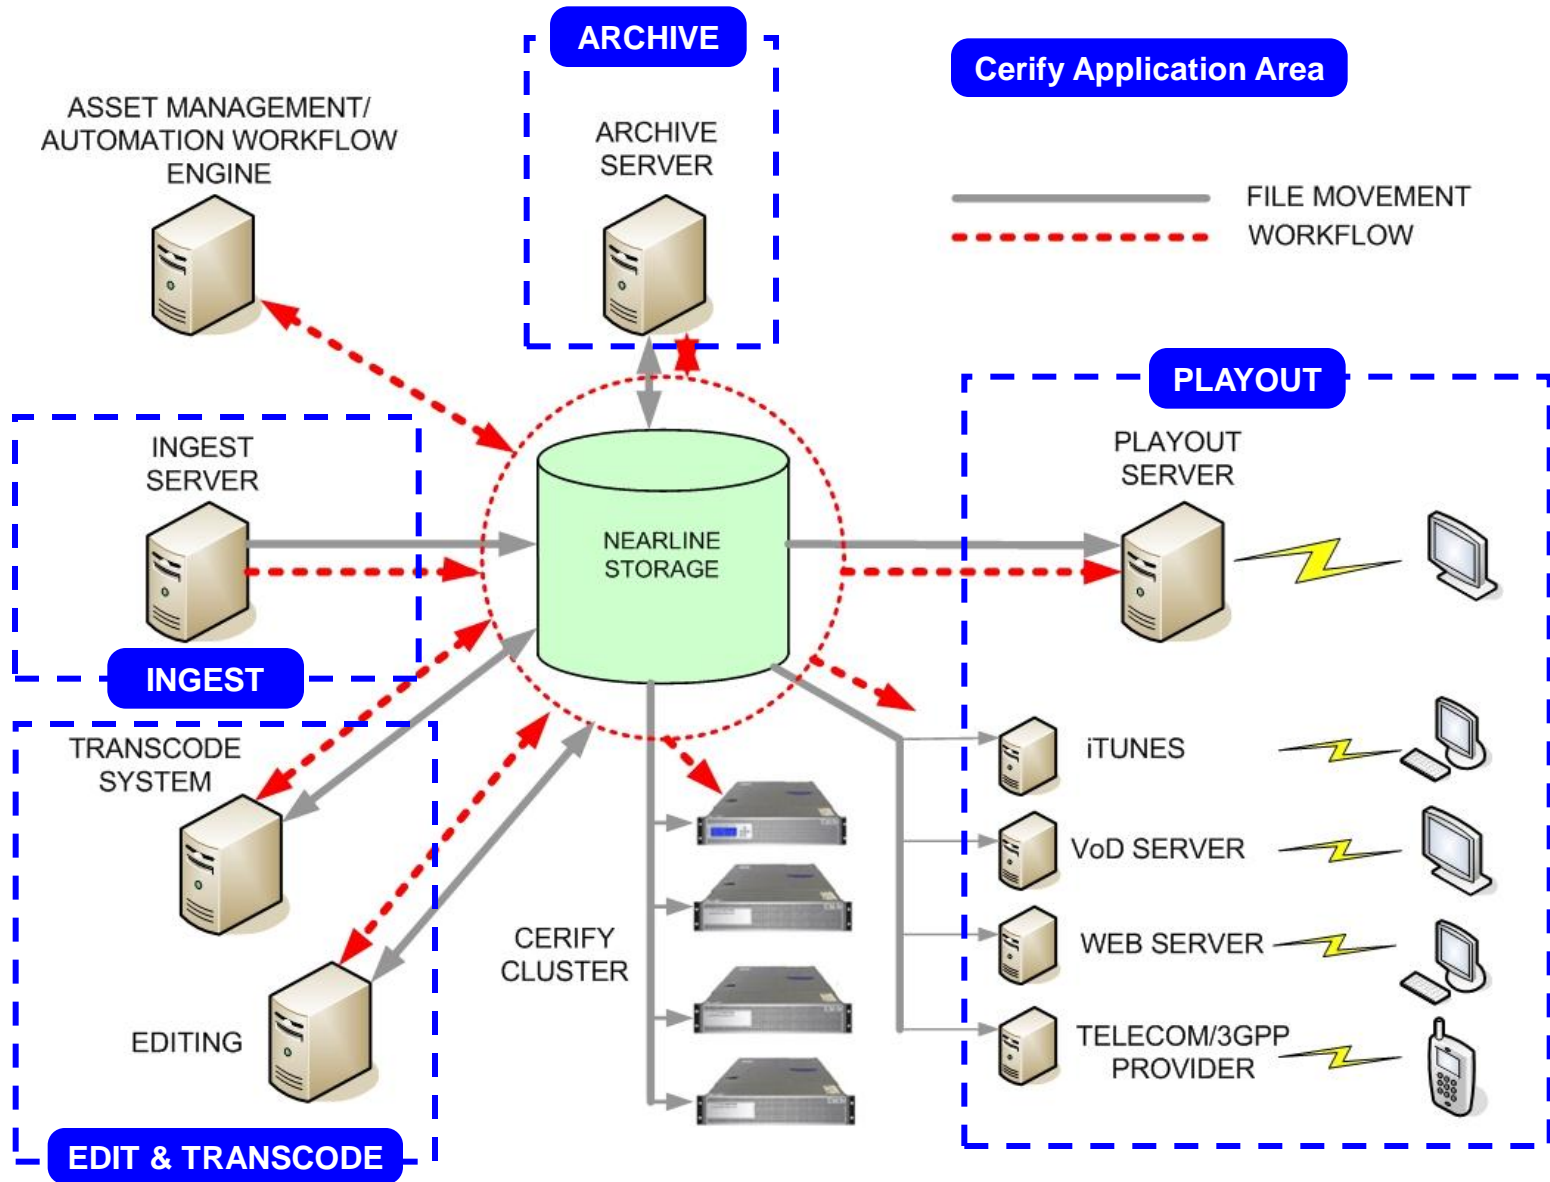 ARCHIVE
Cerify Application Area
ASSET MANAGEMENT/
AUTOMATION WORKFLOW
ENGINE
ARCHIVE
SERVER
FILE MOVEMENT
WORKFLOW
PLAYOUT
INGEST
SERVER
PLAYOUT
SERVER
NEARLINE
STORAGE
INGEST
TRANSCODE
SYSTEM
iTUNES
VoD SERVER
CERIFY
CLUSTER
WEB SERVER
EDITING
TELECOM/3GPP
PROVIDER
EDIT & TRANSCODE